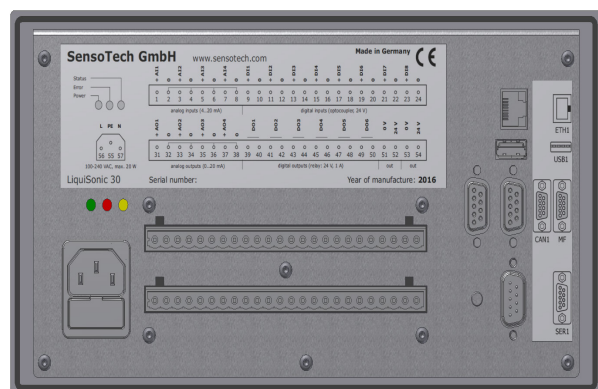 SensoTech GmbH www.sensotech.com Made in Germany CE
Status
Error
Power
+ AI1 o + AI2 o + AI3 o + AI4 o + DI1 o + DI2 o + DI3 o + DI4 o + DI5 o + DI6 o + DI7 o + DI8 o
1 2 3 4 5 6 7 8 9 10 11 12 13 14 15 16 17 18 19 20 21 22 23 24
analog inputs (4..20 mA) digital inputs (optocoupler, 24 V)
L PE N
56 55 57
100-240 VAC, max. 25 W
+ AO1 o + AO2 o + AO3 o + AO4 o DO1 DO2 DO3 DO4 DO5 DO6 0 V 24 V 0 V 24 V
31 32 33 34 35 36 37 38 39 40 41 42 43 44 45 46 47 48 49 50 51 52 53 54
analog outputs (0..20 mA) digital outputs (relay: 24 V, 1 A) out out
LiquiSonic 30 Serial number: Year of manufacture: 2016
ETH1
USB1
CAN1 MF
SER1